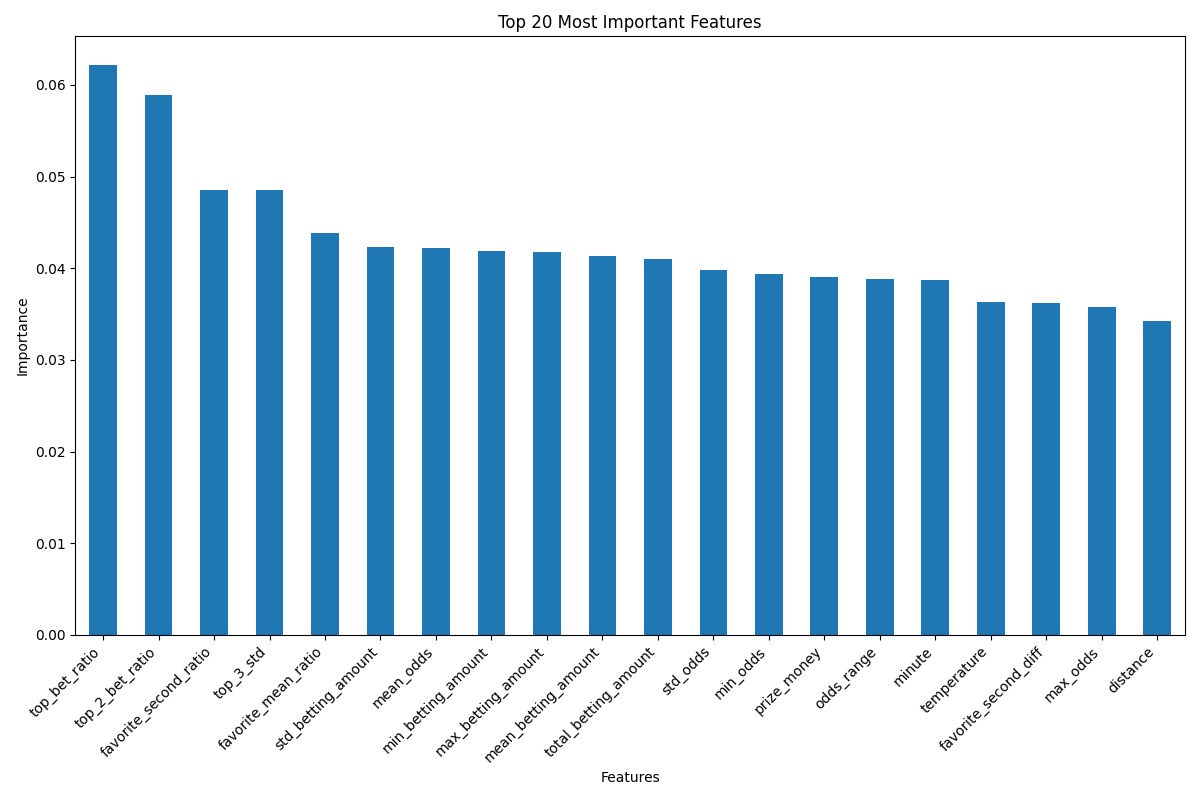 Top 20 Most Important Features
Importance
0.06
0.05
0.04
0.03
0.02
0.01
0.00
top_bet_ratio
top_2_bet_ratio
favorite_second_ratio
top_3_std
favorite_mean_ratio
std_betting_amount
mean_odds
min_betting_amount
max_betting_amount
mean_betting_amount
total_betting_amount
std_odds
min_odds
prize_money
odds_range
minute
temperature
favorite_second_diff
max_odds
distance
Features